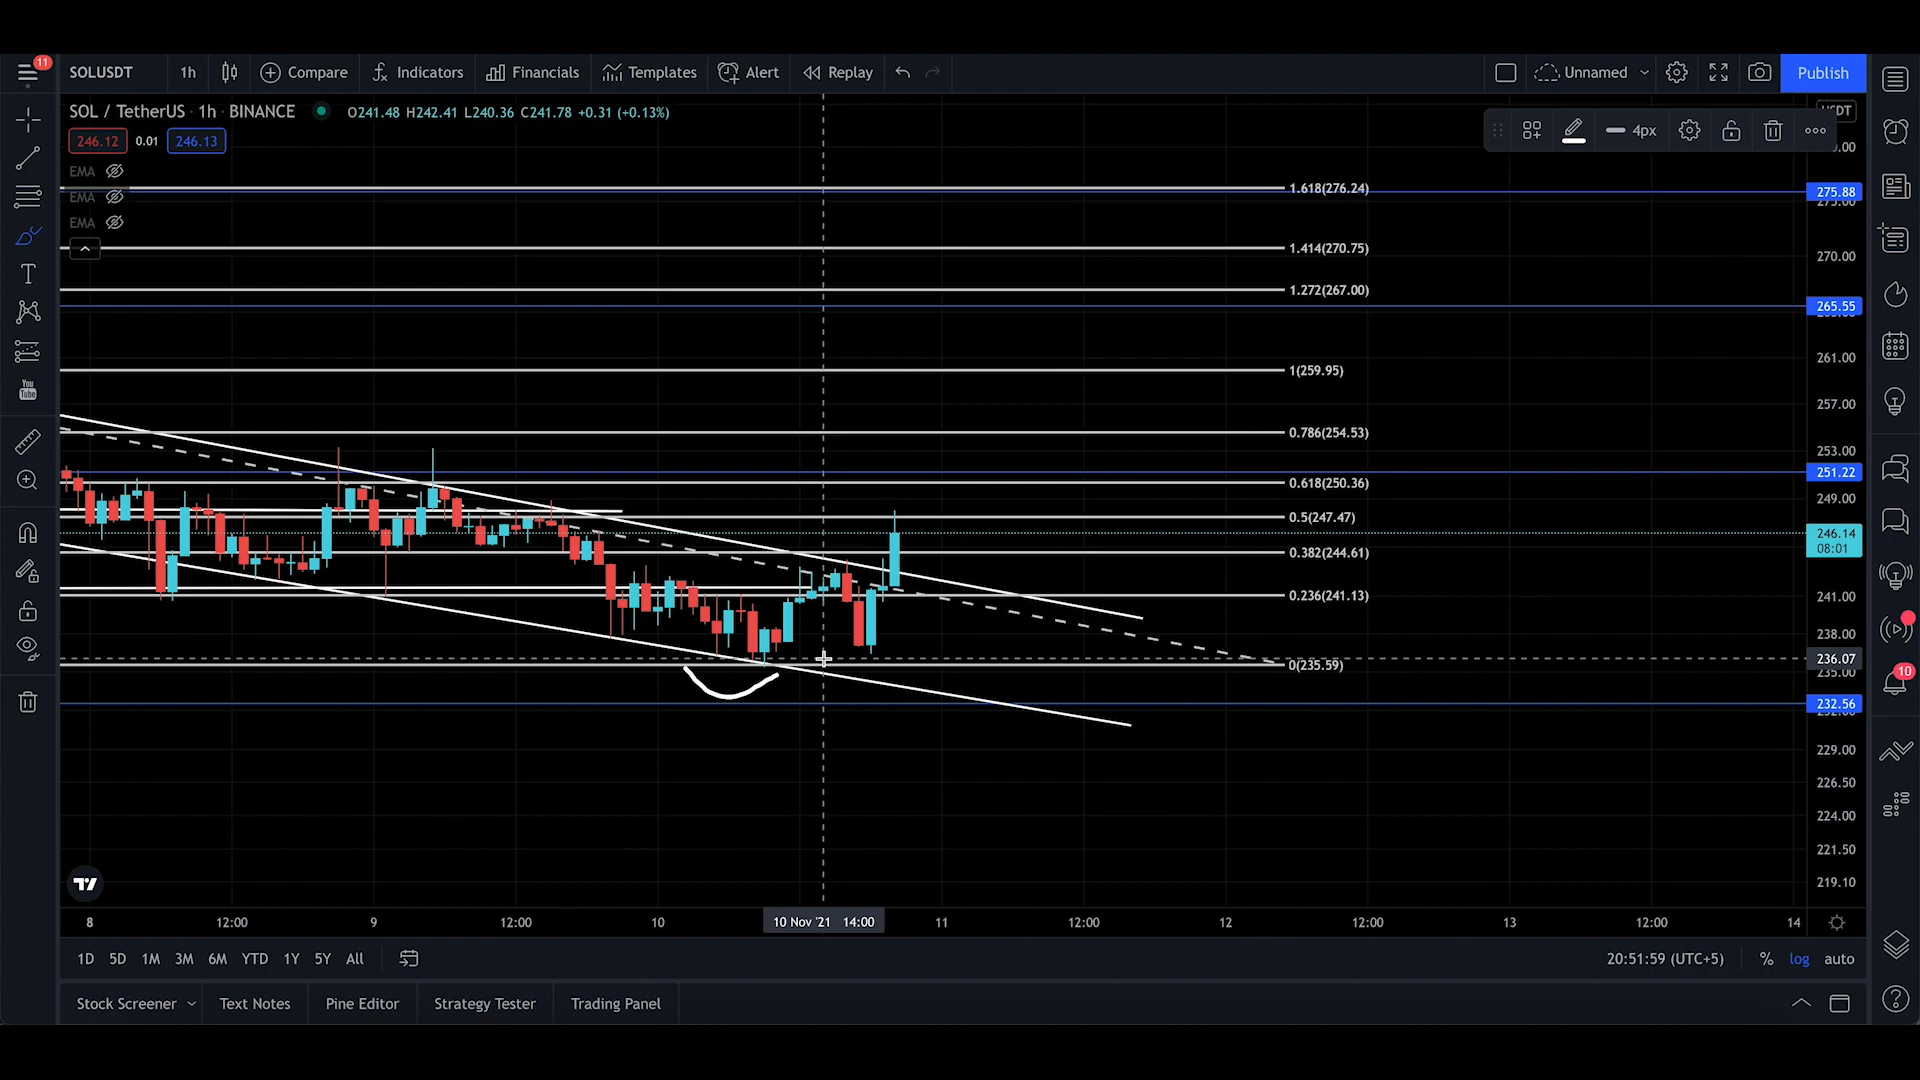 11
SOLUSDT 1h Compare Indicators Financials Templates Alert Replay Unnamed Publish
SOL / TetherUS · 1h · BINANCE O241.48 H242.41 L240.36 C241.78 +0.31 (+0.13%)
246.12 0.01 246.13
4px
EMA
EMA
EMA
1.618(276.24)
1.414(270.75)
1.272(267.00)
1(259.95)
0.786(254.53)
0.618(250.36)
0.5(247.47)
0.382(244.61)
0.236(241.13)
0(235.59)
275.88
275.00
270.00
265.55
261.00
257.00
253.00
251.22
249.00
246.14
08:01
241.00
238.00
236.07
235.00
232.56
229.00
226.50
224.00
221.50
219.10
T
You
Tube
10
8 12:00 9 12:00 10 10 Nov '21 14:00 11 12:00 12 12:00 13 12:00 14
1D 5D 1M 3M 6M YTD 1Y 5Y All 20:51:59 (UTC+5) % log auto
Stock Screener Text Notes Pine Editor Strategy Tester Trading Panel